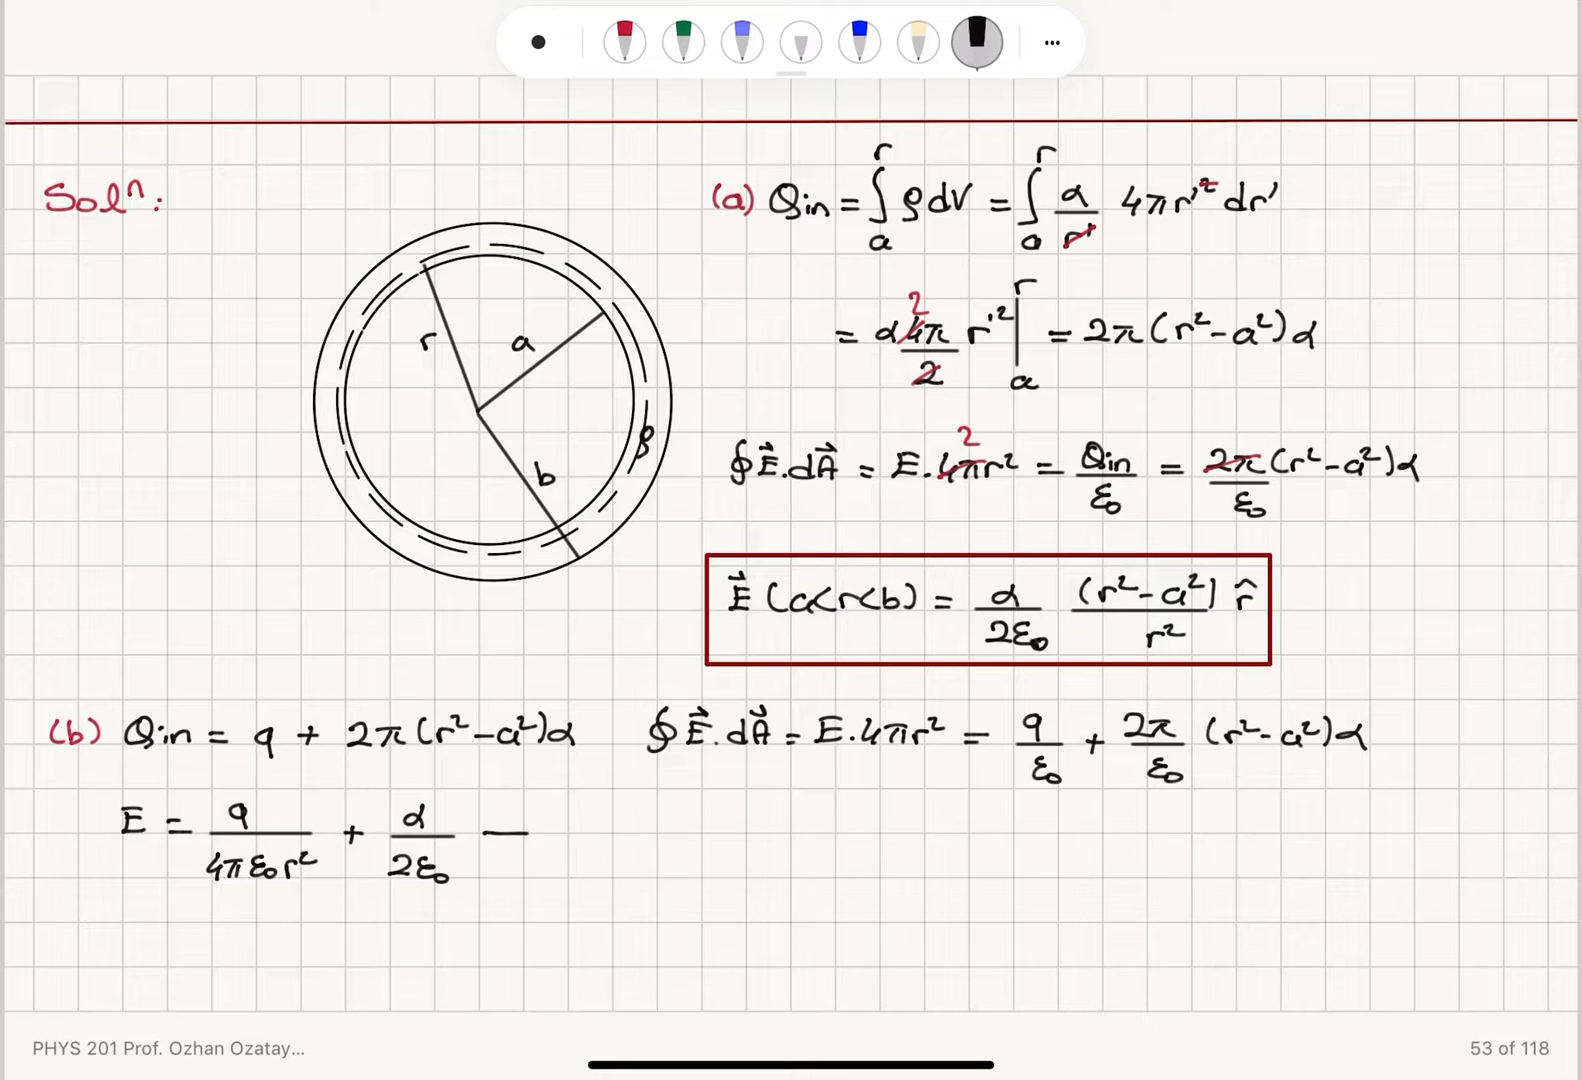 Solⁿ:
(a) Qin = ∫ₐʳ ρdV = ∫ₐʳ α/r' 4πr'² dr'
= α 4π/2 r'² |ₐʳ = 2π(r²-a²)α
2
r
a
b
ρ
∮E⃗.dA⃗ = E.4πr² = Qin/ε₀ = 2π/ε₀ (r²-a²)α
2
E⃗ (a<r<b) = α/2ε₀ (r²-a²)/r² r̂
(b) Qin = q + 2π(r²-a²)α ∮E⃗.dA⃗ = E.4πr² = q/ε₀ + 2π/ε₀ (r²-a²)α
E = q/4πε₀r² + α/2ε₀ —
PHYS 201 Prof. Ozhan Ozatay...
53 of 118